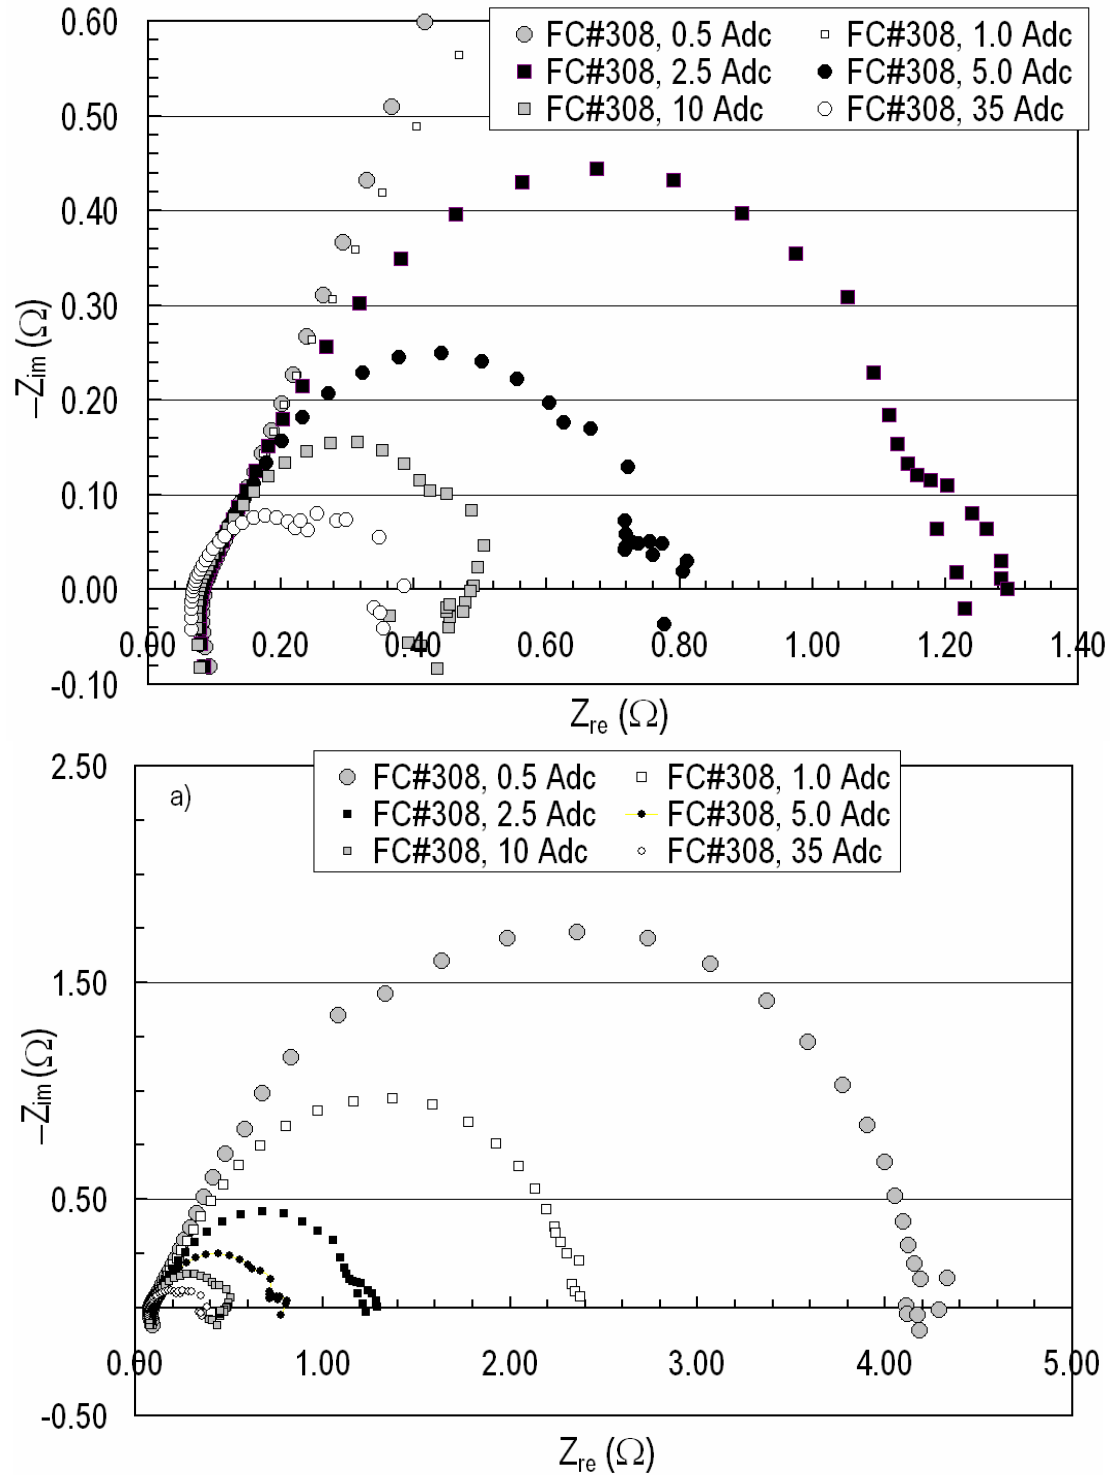 FC#308, 0.5 Adc FC#308, 1.0 Adc
FC#308, 2.5 Adc FC#308, 5.0 Adc
FC#308, 10 Adc FC#308, 35 Adc
0.60
0.50
0.40
0.30
0.20
0.10
0.00
-0.10
–Zim (Ω)
0.00 0.20 0.40 0.60 0.80 1.00 1.20 1.40
Zre (Ω)
a)
FC#308, 0.5 Adc FC#308, 1.0 Adc
FC#308, 2.5 Adc FC#308, 5.0 Adc
FC#308, 10 Adc FC#308, 35 Adc
2.50
1.50
0.50
-0.50
–Zim (Ω)
0.00 1.00 2.00 3.00 4.00 5.00
Zre (Ω)